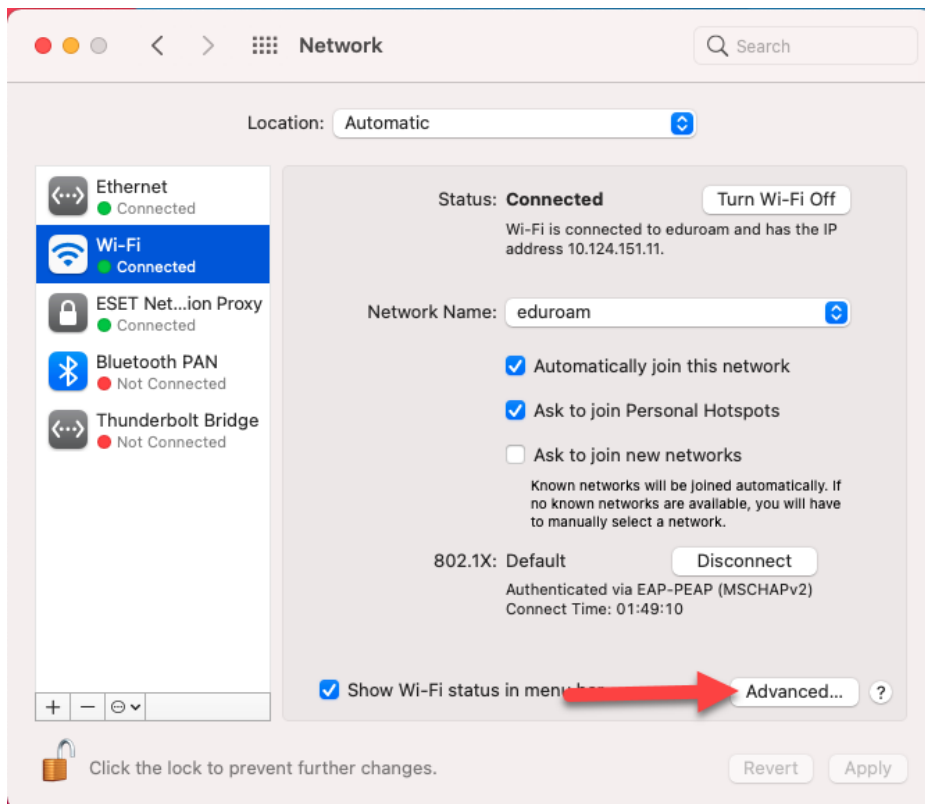 Network
Search
Location: Automatic
Ethernet
Connected
Wi-Fi
Connected
ESET Net...ion Proxy
Connected
Bluetooth PAN
Not Connected
Thunderbolt Bridge
Not Connected
Status: Connected
Turn Wi-Fi Off
Wi-Fi is connected to eduroam and has the IP
address 10.124.151.11.
Network Name: eduroam
Automatically join this network
Ask to join Personal Hotspots
Ask to join new networks
Known networks will be joined automatically. If
no known networks are available, you will have
to manually select a network.
802.1X: Default
Disconnect
Authenticated via EAP-PEAP (MSCHAPv2)
Connect Time: 01:49:10
Show Wi-Fi status in menu bar
Advanced...
?
Click the lock to prevent further changes.
Revert
Apply